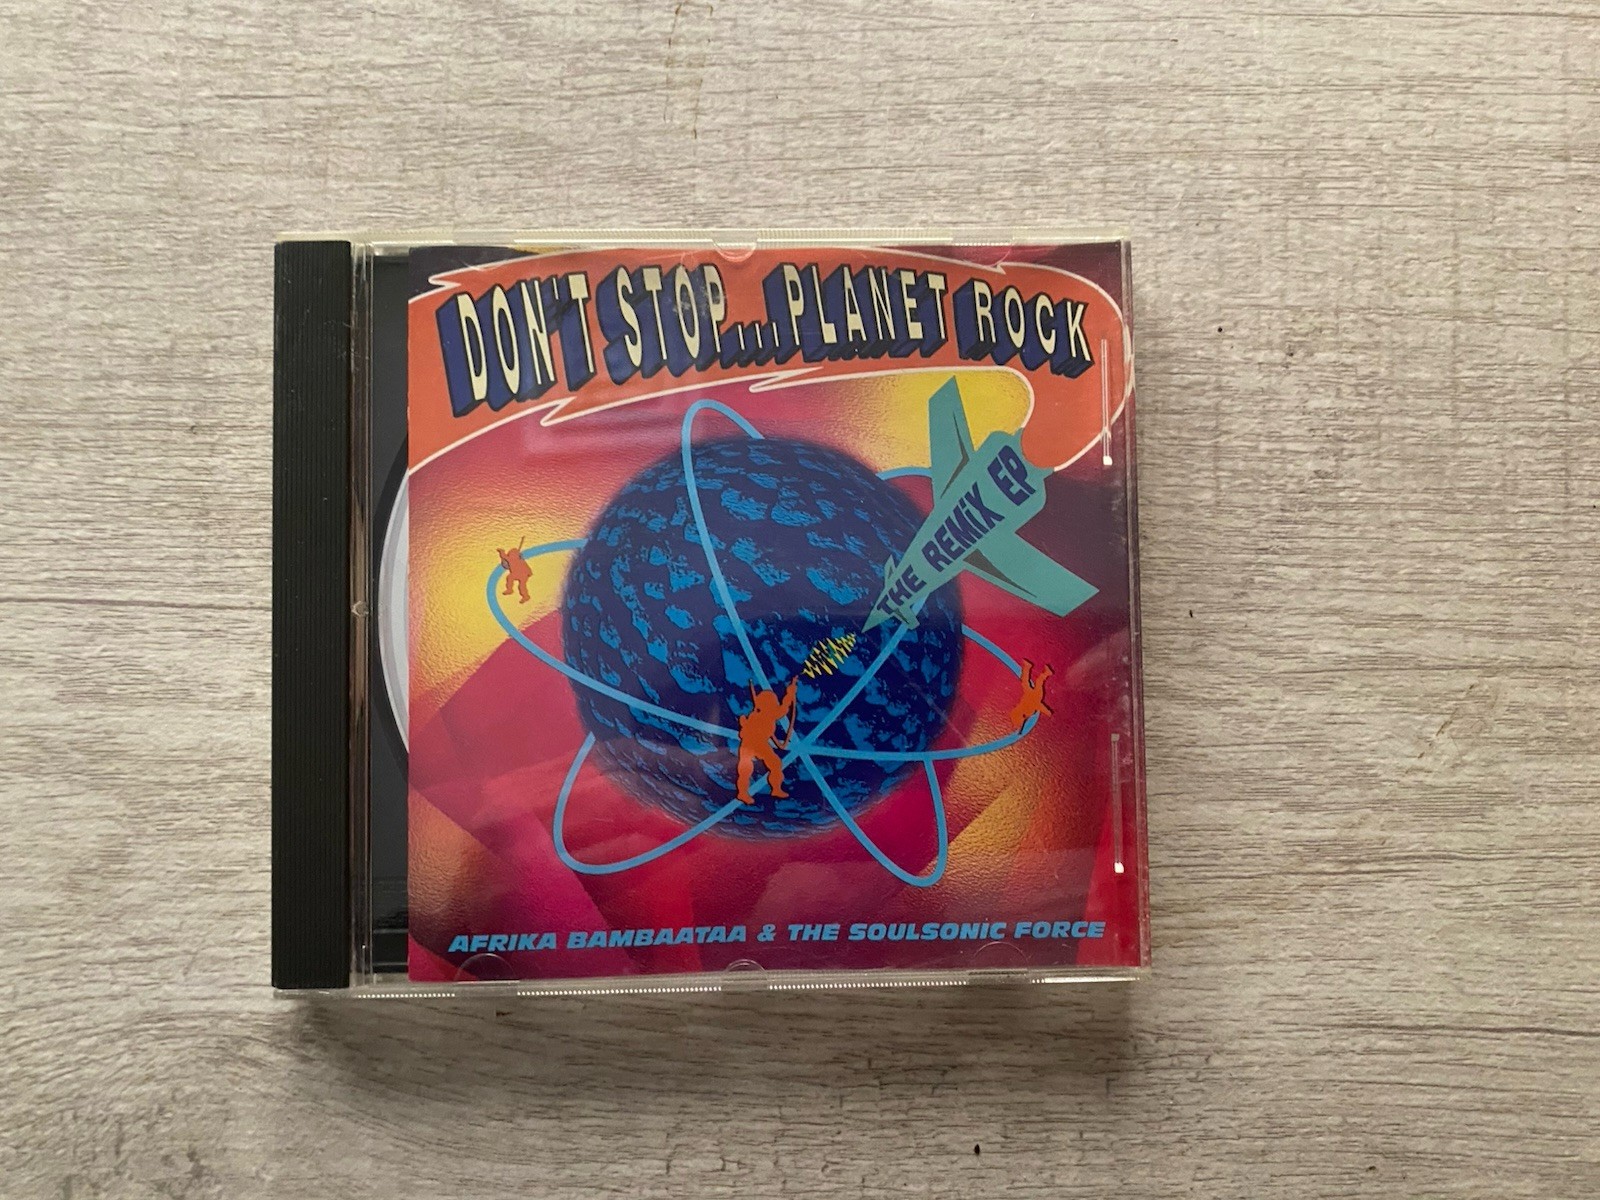 DON'T STOP...PLANET ROCK
THE REMiX EP
AFRIKA BAMBAATAA & THE SOULSONIC FORCE